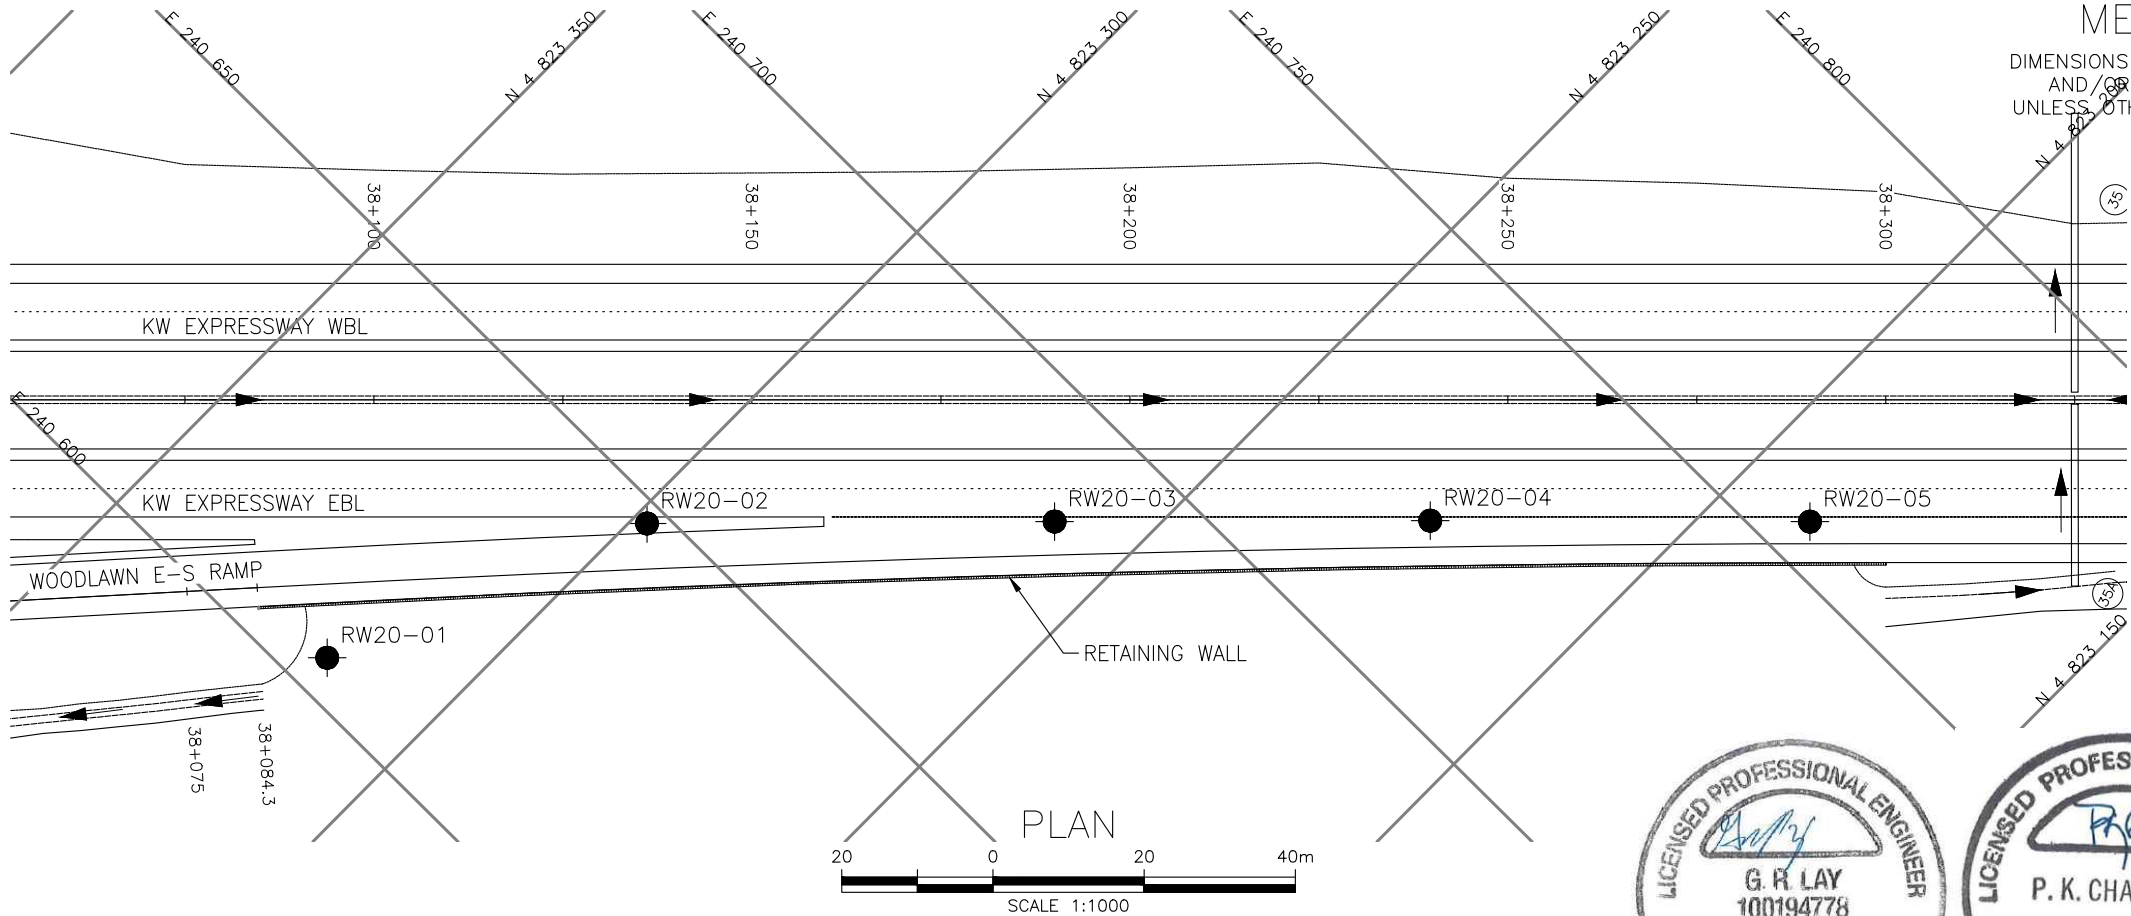 ME
DIMENSIONS
AND/OR
UNLESS OTH
E 240 650
N 4 823 350
E 240 700
N 4 823 300
E 240 750
N 4 823 250
E 240 800
N 4 823 200
38+100
38+150
38+200
38+250
38+300
35
KW EXPRESSWAY WBL
E 240 600
KW EXPRESSWAY EBL
RW20-02
RW20-03
RW20-04
RW20-05
WOODLAWN E-S RAMP
35A
RW20-01
RETAINING WALL
N 4 823 150
38+075
38+084.3
PLAN
20 0 20 40m
SCALE 1:1000
LICENSED PROFESSIONAL ENGINEER
G. R. LAY
100194778
LICENSED PROFES
P. K. CHA